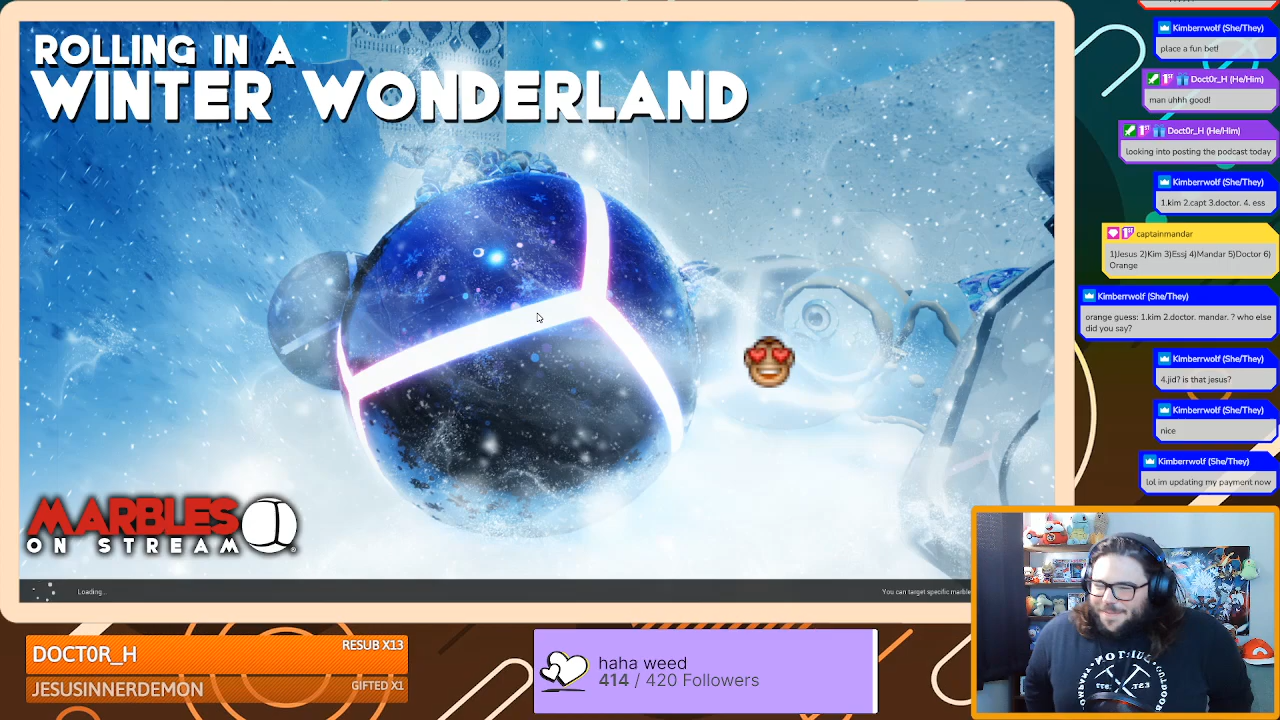 ROLLING IN A
WINTER WONDERLAND
MARBLES
ON STREAM
Loading...
You can target specific marble
Kimberrwolf (She/They)
place a fun bet!
1ST Doct0r_H (He/Him)
man uhhh good!
1ST Doct0r_H (He/Him)
looking into posting the podcast today
Kimberrwolf (She/They)
1.kim 2.capt 3.doctor. 4. ess
1ST captainmandar
1)Jesus 2)Kim 3)Essj 4)Mandar 5)Doctor 6)
Orange
Kimberrwolf (She/They)
orange guess: 1.kim 2.doctor. mandar. ? who else
did you say?
Kimberrwolf (She/They)
4.jid? is that jesus?
Kimberrwolf (She/They)
nice
Kimberrwolf (She/They)
lol im updating my payment now
DOCT0R_H
RESUB X13
JESUSINNERDEMON
GIFTED X1
haha weed
414 / 420 Followers